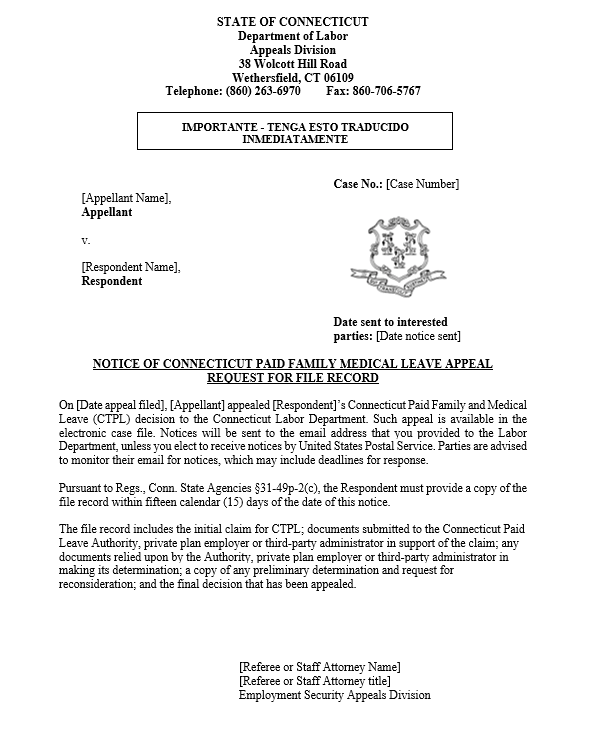 STATE OF CONNECTICUT
Department of Labor
Appeals Division
38 Wolcott Hill Road
Wethersfield, CT 06109
Telephone: (860) 263-6970 Fax: 860-706-5767
IMPORTANTE - TENGA ESTO TRADUCIDO
INMEDIATAMENTE
Case No.: [Case Number]
[Appellant Name],
Appellant
v.
[Respondent Name],
Respondent
Date sent to interested
parties: [Date notice sent]
NOTICE OF CONNECTICUT PAID FAMILY MEDICAL LEAVE APPEAL
REQUEST FOR FILE RECORD
On [Date appeal filed], [Appellant] appealed [Respondent]’s Connecticut Paid Family and Medical
Leave (CTPL) decision to the Connecticut Labor Department. Such appeal is available in the
electronic case file. Notices will be sent to the email address that you provided to the Labor
Department, unless you elect to receive notices by United States Postal Service. Parties are advised
to monitor their email for notices, which may include deadlines for response.
Pursuant to Regs., Conn. State Agencies §31-49p-2(c), the Respondent must provide a copy of the
file record within fifteen calendar (15) days of the date of this notice.
The file record includes the initial claim for CTPL; documents submitted to the Connecticut Paid
Leave Authority, private plan employer or third-party administrator in support of the claim; any
documents relied upon by the Authority, private plan employer or third-party administrator in
making its determination; a copy of any preliminary determination and request for
reconsideration; and the final decision that has been appealed.
[Referee or Staff Attorney Name]
[Referee or Staff Attorney title]
Employment Security Appeals Division